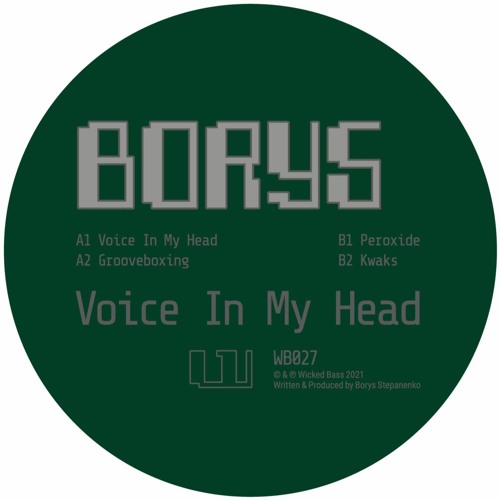 BORYS
A1 Voice In My Head
A2 Grooveboxing
B1 Peroxide
B2 Kwaks
Voice In My Head
WB027
© & ℗ Wicked Bass 2021
Written & Produced by Borys Stepanenko